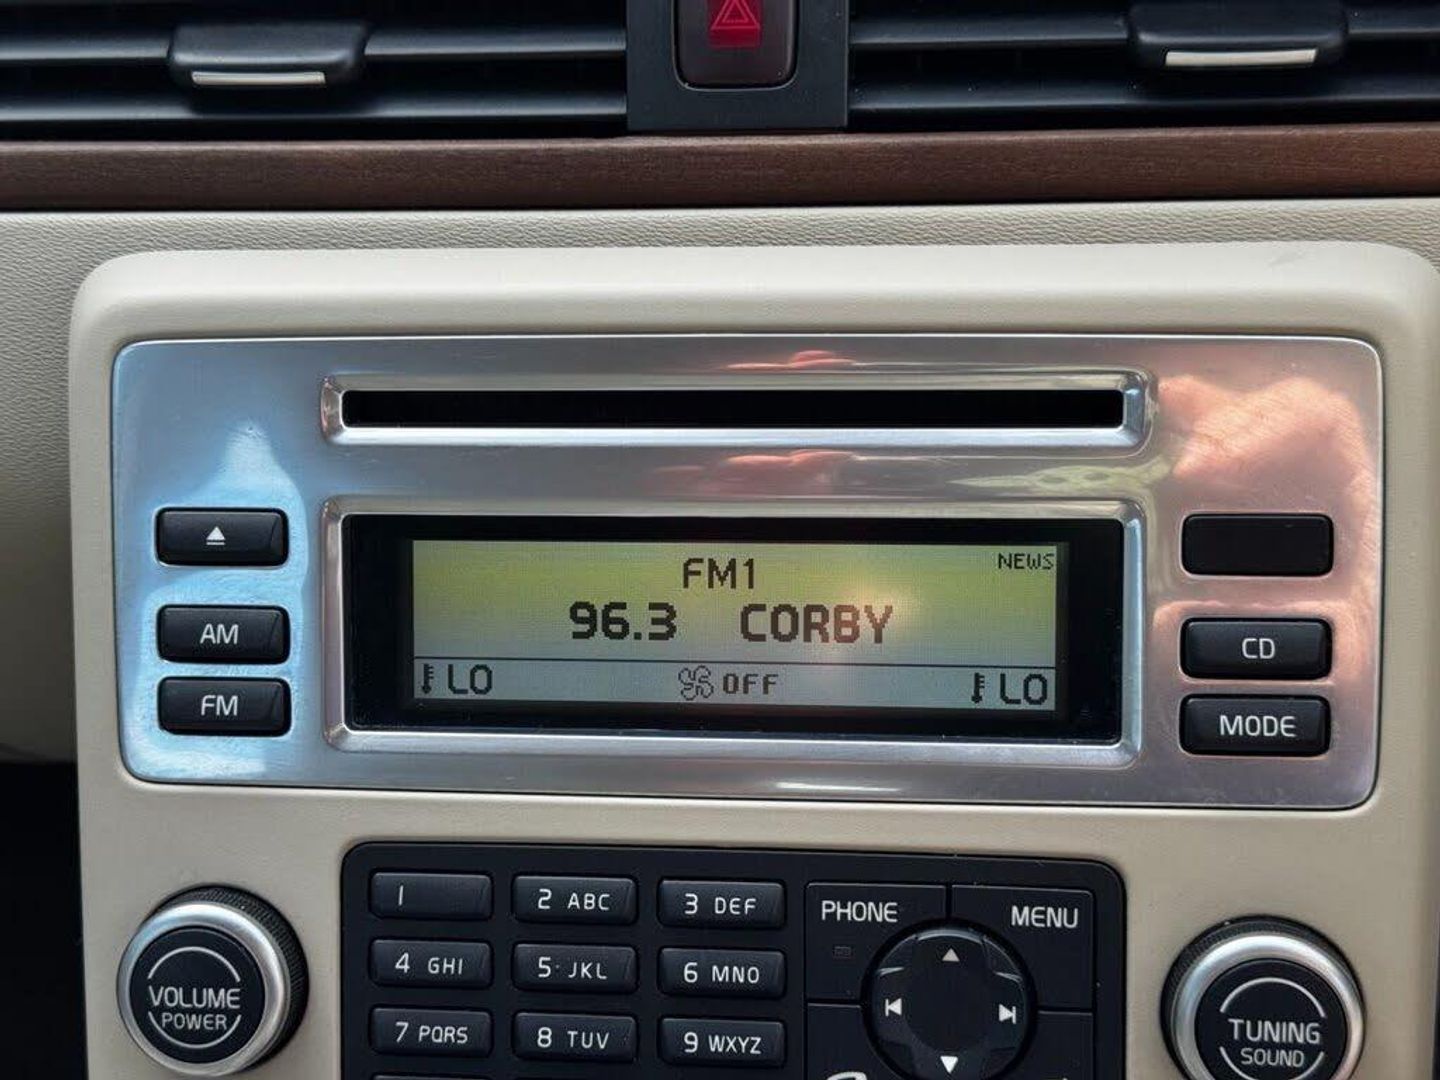 FM1
NEWS
96.3 CORBY
LO
OFF
LO
AM
FM
CD
MODE
1
2 ABC
3 DEF
PHONE
MENU
4 GHI
5 JKL
6 MNO
7 PQRS
8 TUV
9 WXYZ
VOLUME
POWER
TUNING
SOUND